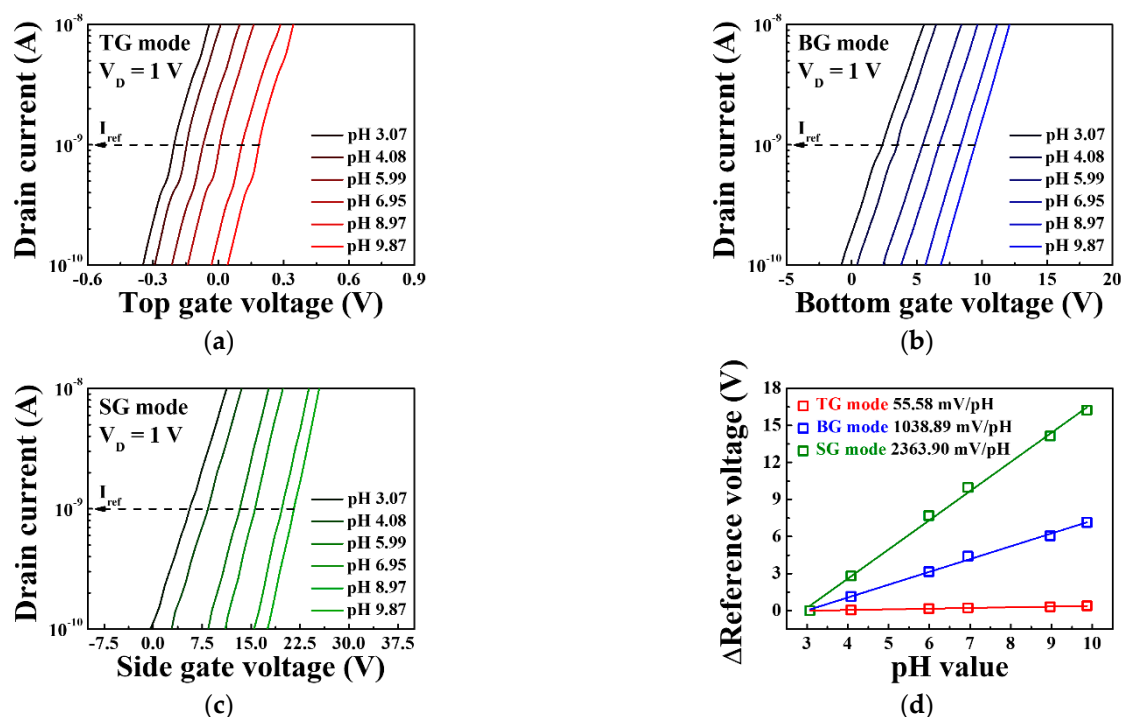 10⁻⁸
10⁻⁹
10⁻¹⁰
Drain current (A)
TG mode
V_D = 1 V
I_ref
pH 3.07
pH 4.08
pH 5.99
pH 6.95
pH 8.97
pH 9.87
-0.6 -0.3 0.0 0.3 0.6 0.9
Top gate voltage (V)
(a)
10⁻⁸
10⁻⁹
10⁻¹⁰
Drain current (A)
BG mode
V_D = 1 V
I_ref
pH 3.07
pH 4.08
pH 5.99
pH 6.95
pH 8.97
pH 9.87
-5 0 5 10 15 20
Bottom gate voltage (V)
(b)
10⁻⁸
10⁻⁹
10⁻¹⁰
Drain current (A)
SG mode
V_D = 1 V
I_ref
pH 3.07
pH 4.08
pH 5.99
pH 6.95
pH 8.97
pH 9.87
-7.5 0.0 7.5 15.0 22.5 30.0 37.5
Side gate voltage (V)
(c)
18
15
12
9
6
3
0
ΔReference voltage (V)
TG mode 55.58 mV/pH
BG mode 1038.89 mV/pH
SG mode 2363.90 mV/pH
3 4 5 6 7 8 9 10
pH value
(d)